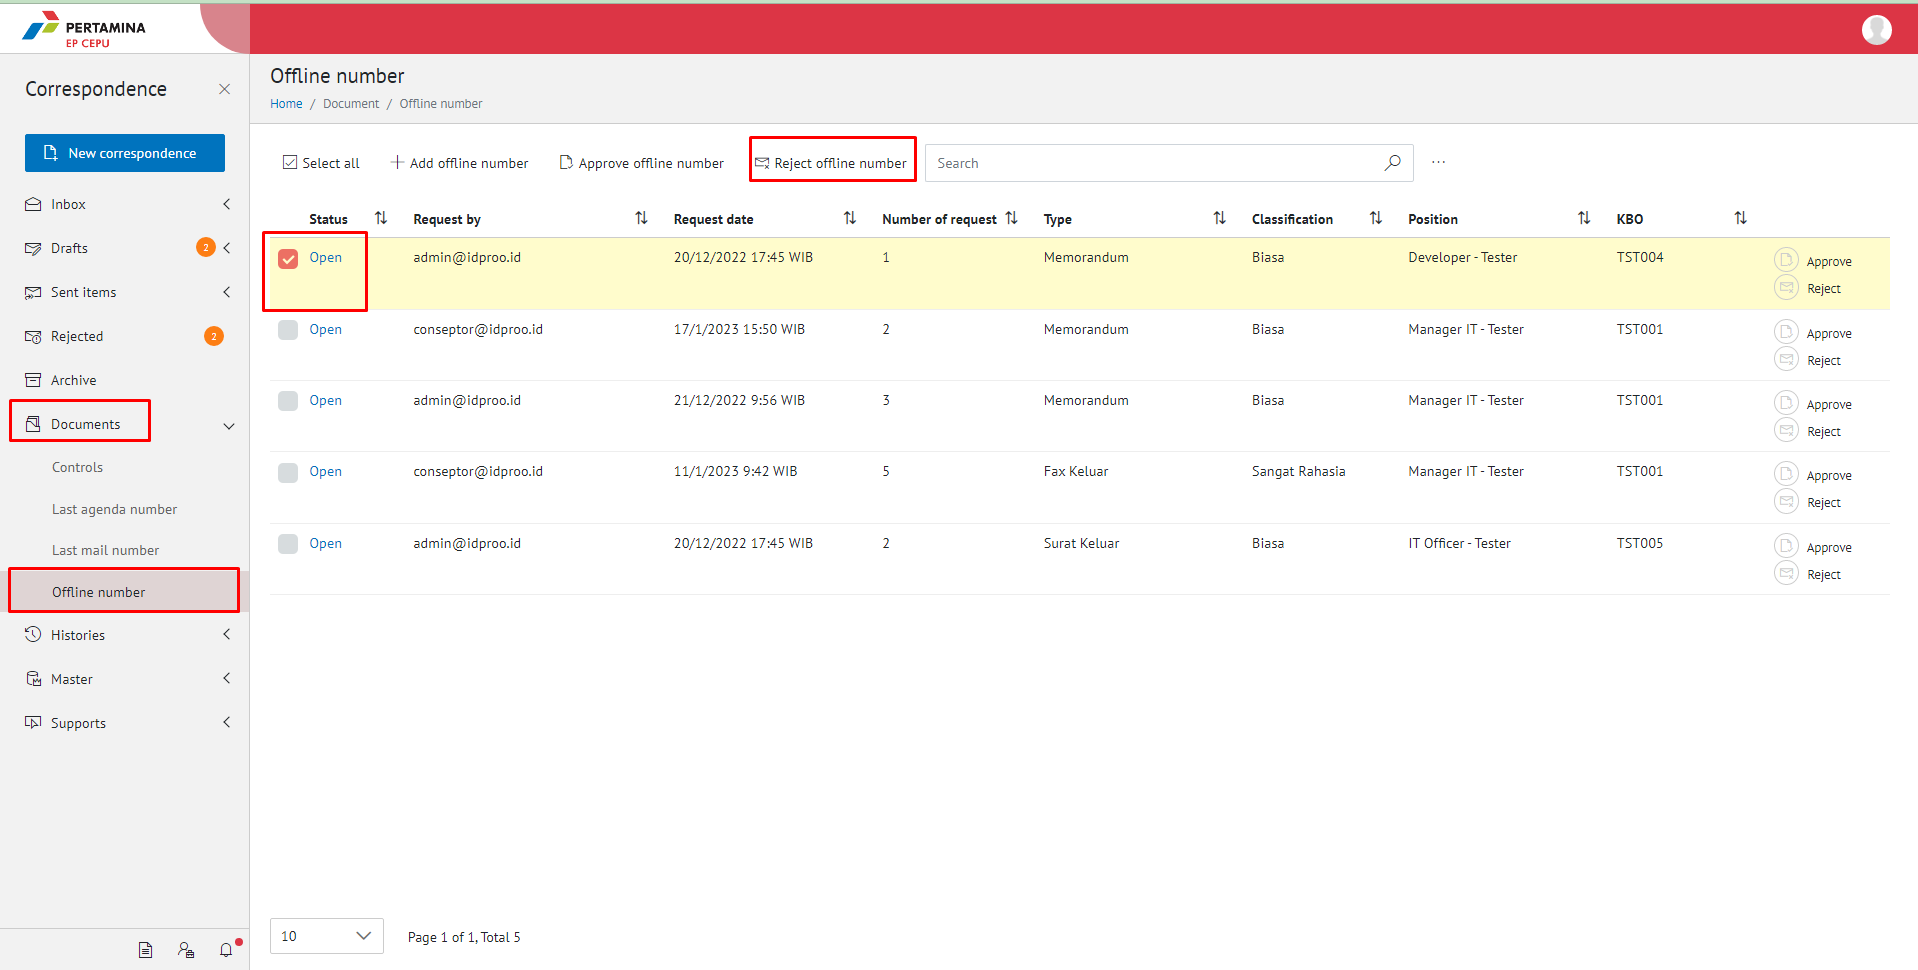 PERTAMINA
EP CEPU
Correspondence
New correspondence
Inbox
Drafts 2
Sent items
Rejected 2
Archive
Documents
Controls
Last agenda number
Last mail number
Offline number
Histories
Master
Supports
Offline number
Home / Document / Offline number
Select all Add offline number Approve offline number Reject offline number Search ...
Status Request by Request date Number of request Type Classification Position KBO
Open admin@idproo.id 20/12/2022 17:45 WIB 1 Memorandum Biasa Developer - Tester TST004 Approve
Reject
Open conseptor@idproo.id 17/1/2023 15:50 WIB 2 Memorandum Biasa Manager IT - Tester TST001 Approve
Reject
Open admin@idproo.id 21/12/2022 9:56 WIB 3 Memorandum Biasa Manager IT - Tester TST001 Approve
Reject
Open conseptor@idproo.id 11/1/2023 9:42 WIB 5 Fax Keluar Sangat Rahasia Manager IT - Tester TST001 Approve
Reject
Open admin@idproo.id 20/12/2022 17:45 WIB 2 Surat Keluar Biasa IT Officer - Tester TST005 Approve
Reject
10 Page 1 of 1, Total 5